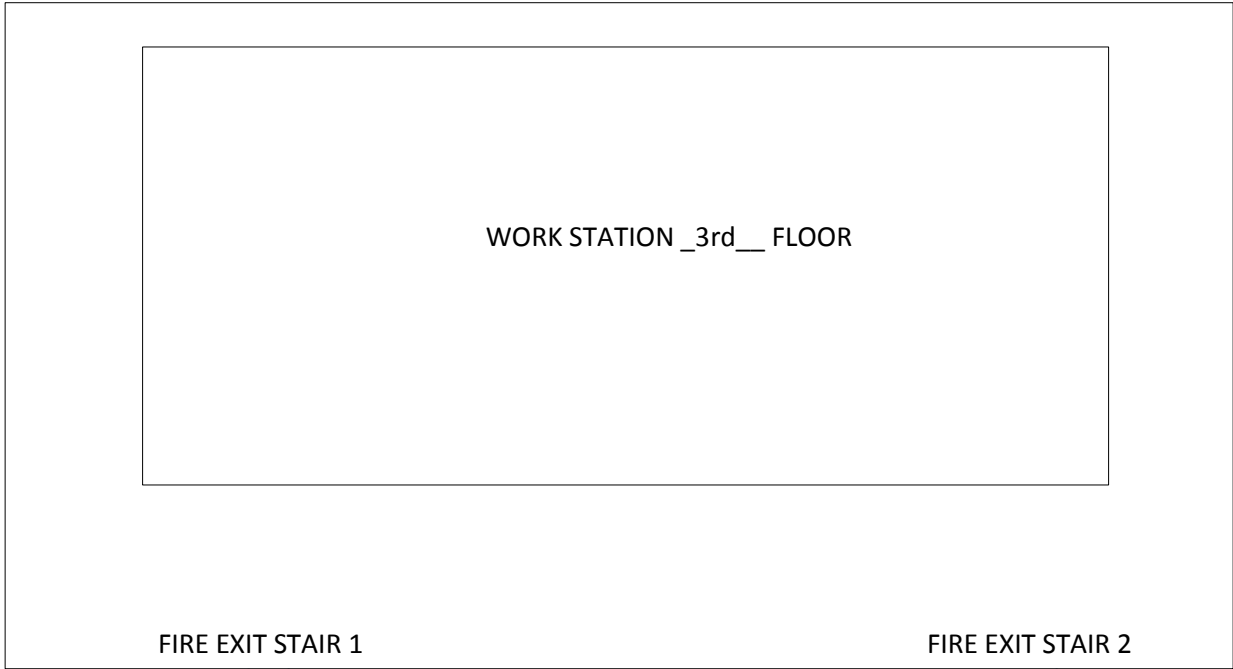 WORK STATION _3rd__ FLOOR
FIRE EXIT STAIR 1
FIRE EXIT STAIR 2